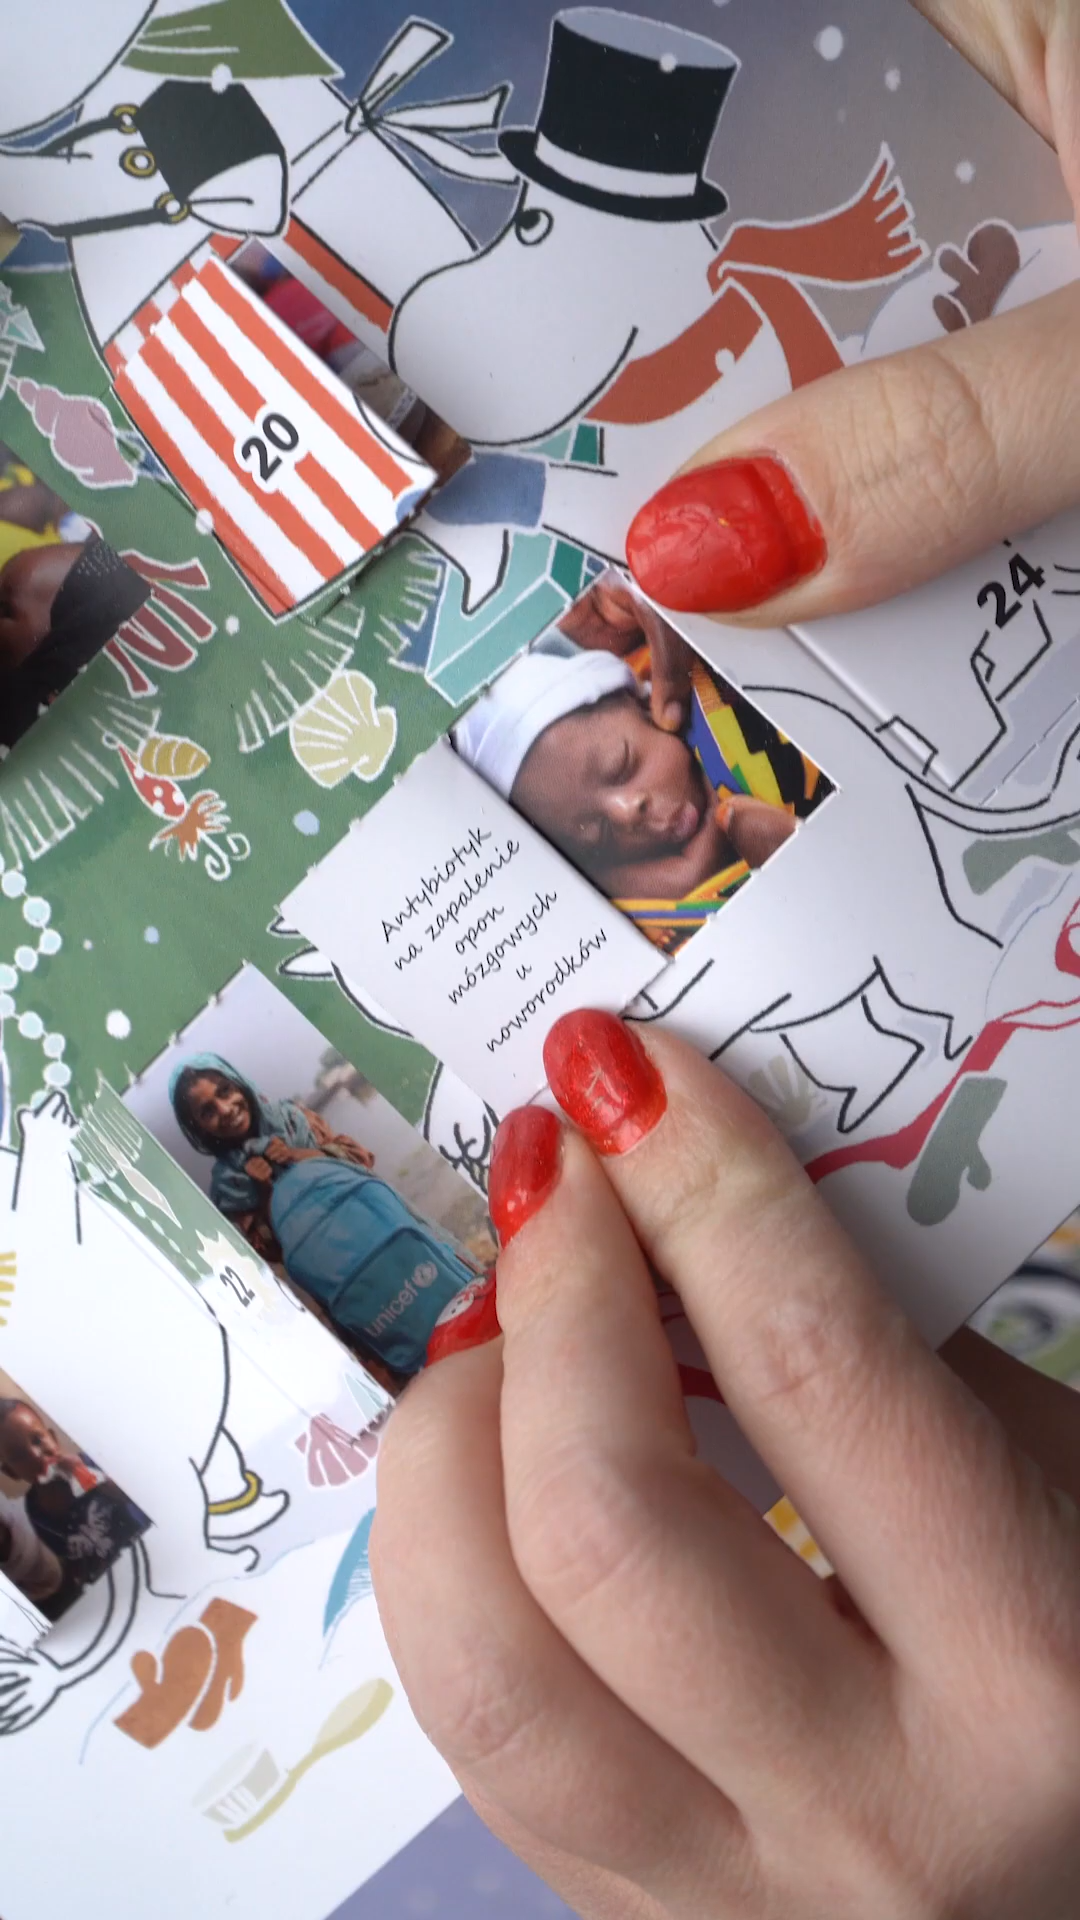 20
24
Antybiotyk
na zapalenie
opon
mózgowych
u
noworodków
22
unicef